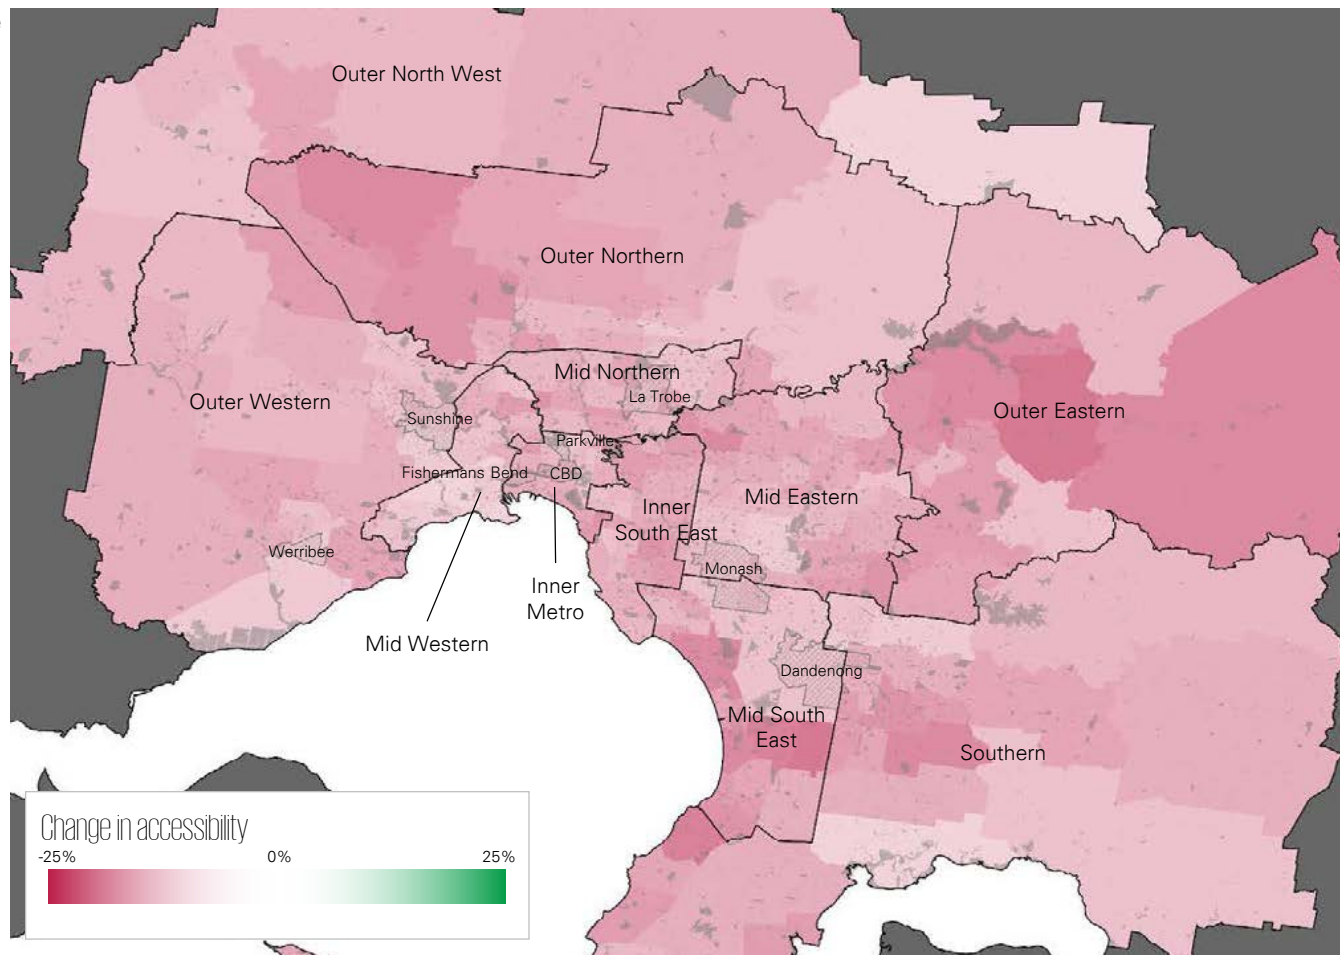 Outer North West
Outer Northern
Mid Northern
La Trobe
Outer Western
Sunshine
Parkville
Outer Eastern
Fishermans Bend
CBD
Mid Eastern
Inner
South East
Werribee
Monash
Inner
Metro
Mid Western
Dandenong
Mid South
East
Southern
Change in accessibility
-25%
0%
25%